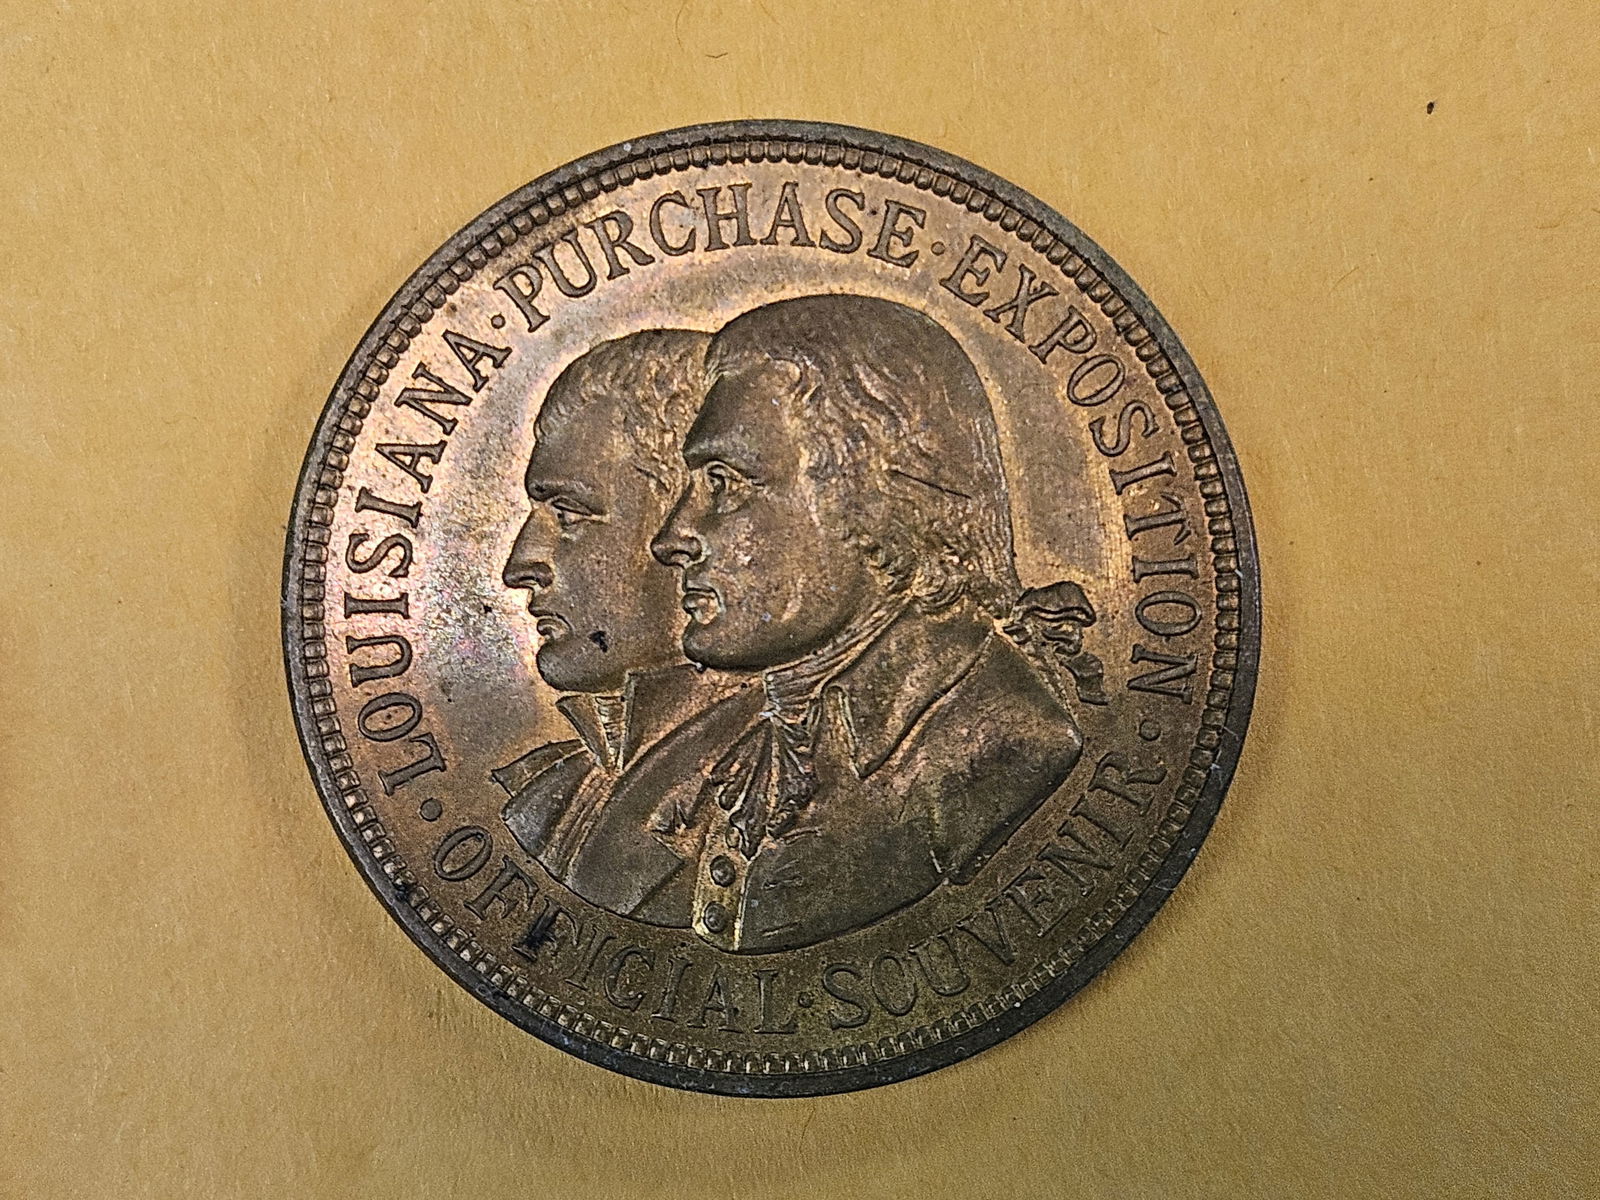 LOUISIANA · PURCHASE · EXPOSITION ·
OFFICIAL · SOUVENIR ·